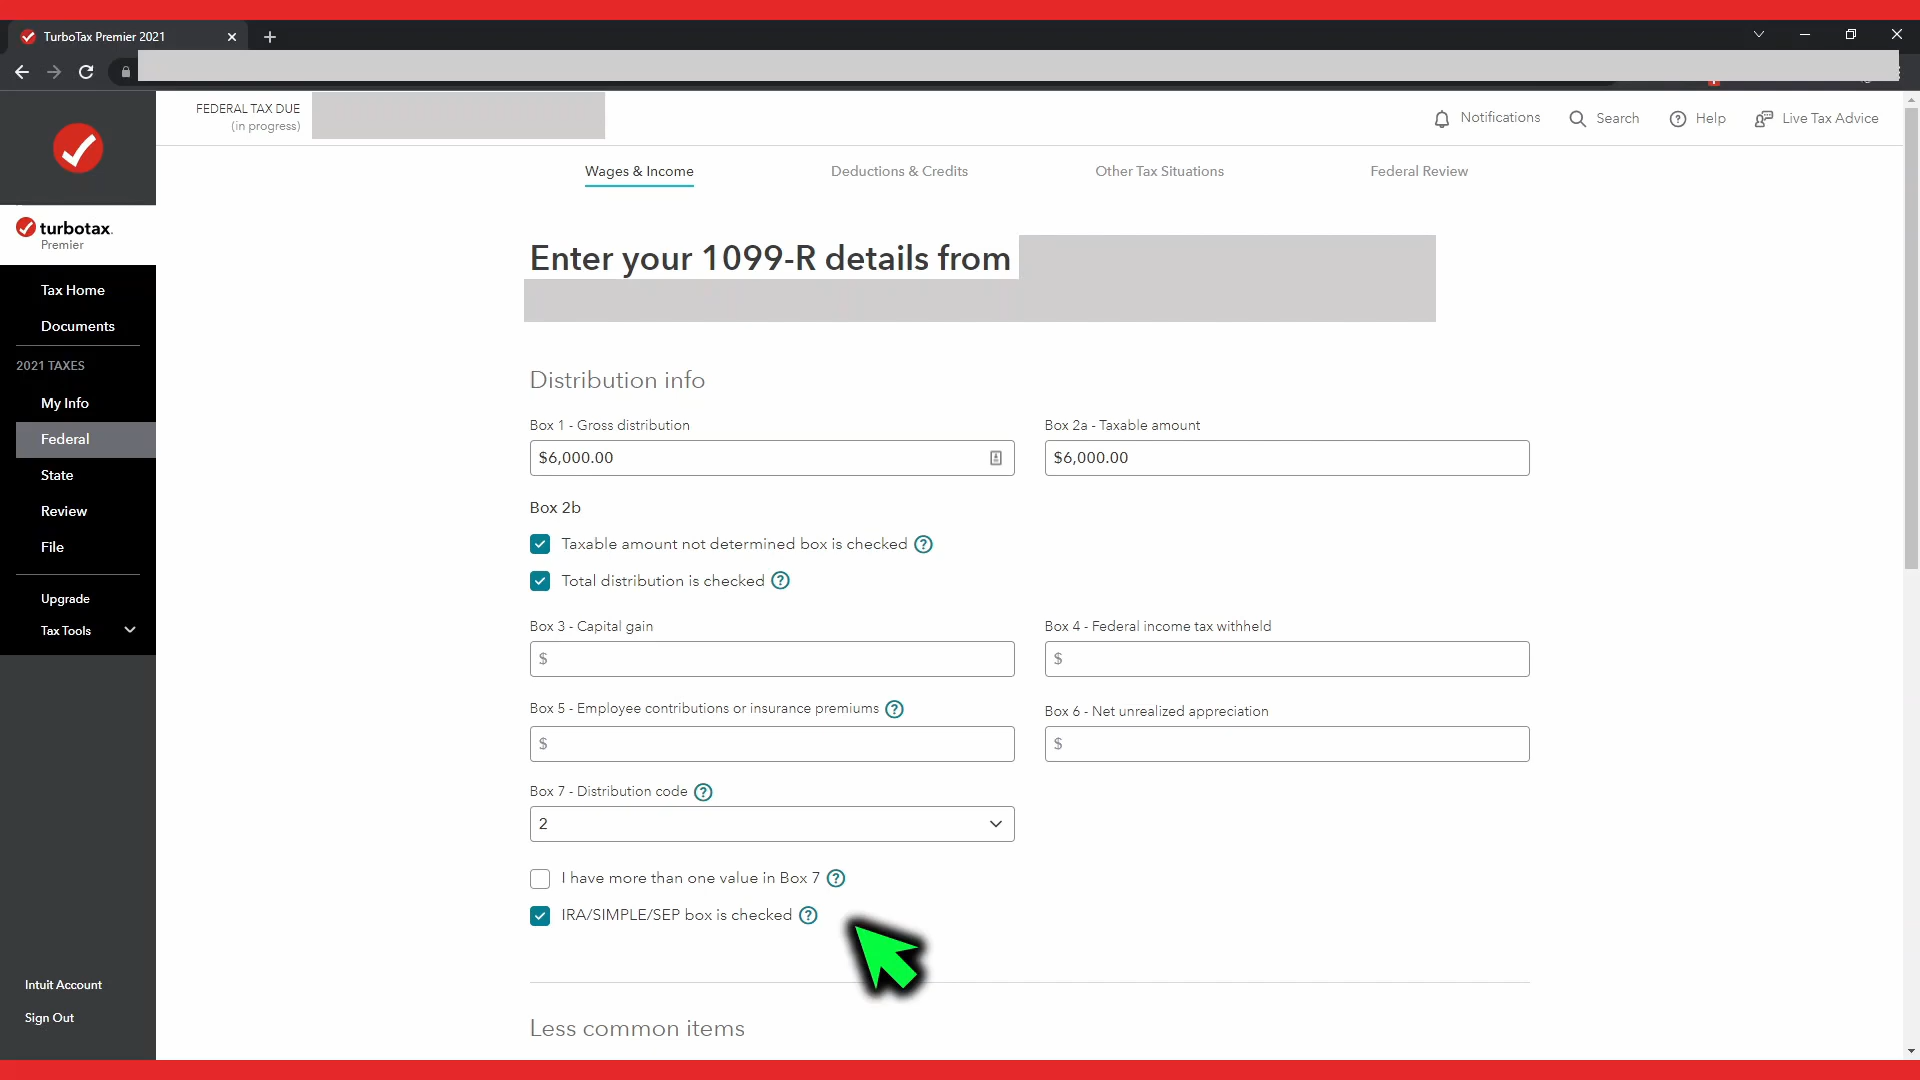 TurboTax Premier 2021
FEDERAL TAX DUE
(in progress)
Notifications
Search
Help
Live Tax Advice
Wages & Income
Deductions & Credits
Other Tax Situations
Federal Review
turbotax.
Premier
Tax Home
Documents
2021 TAXES
My Info
Federal
State
Review
File
Upgrade
Tax Tools
Intuit Account
Sign Out
Enter your 1099-R details from
Distribution info
Box 1 - Gross distribution
$6,000.00
Box 2a - Taxable amount
$6,000.00
Box 2b
Taxable amount not determined box is checked ?
Total distribution is checked ?
Box 3 - Capital gain
$
Box 4 - Federal income tax withheld
$
Box 5 - Employee contributions or insurance premiums ?
$
Box 6 - Net unrealized appreciation
$
Box 7 - Distribution code ?
2
I have more than one value in Box 7 ?
IRA/SIMPLE/SEP box is checked ?
Less common items